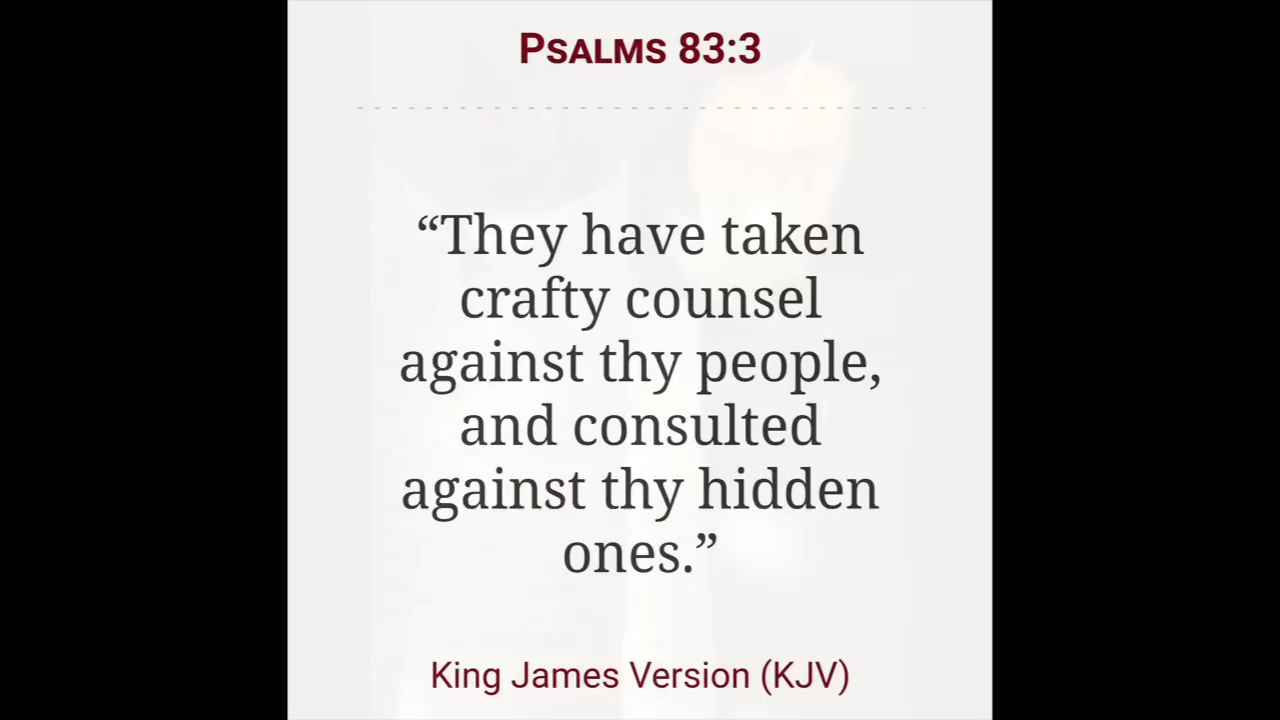 PSALMS 83:3
“They have taken
crafty counsel
against thy people,
and consulted
against thy hidden
ones.”
King James Version (KJV)